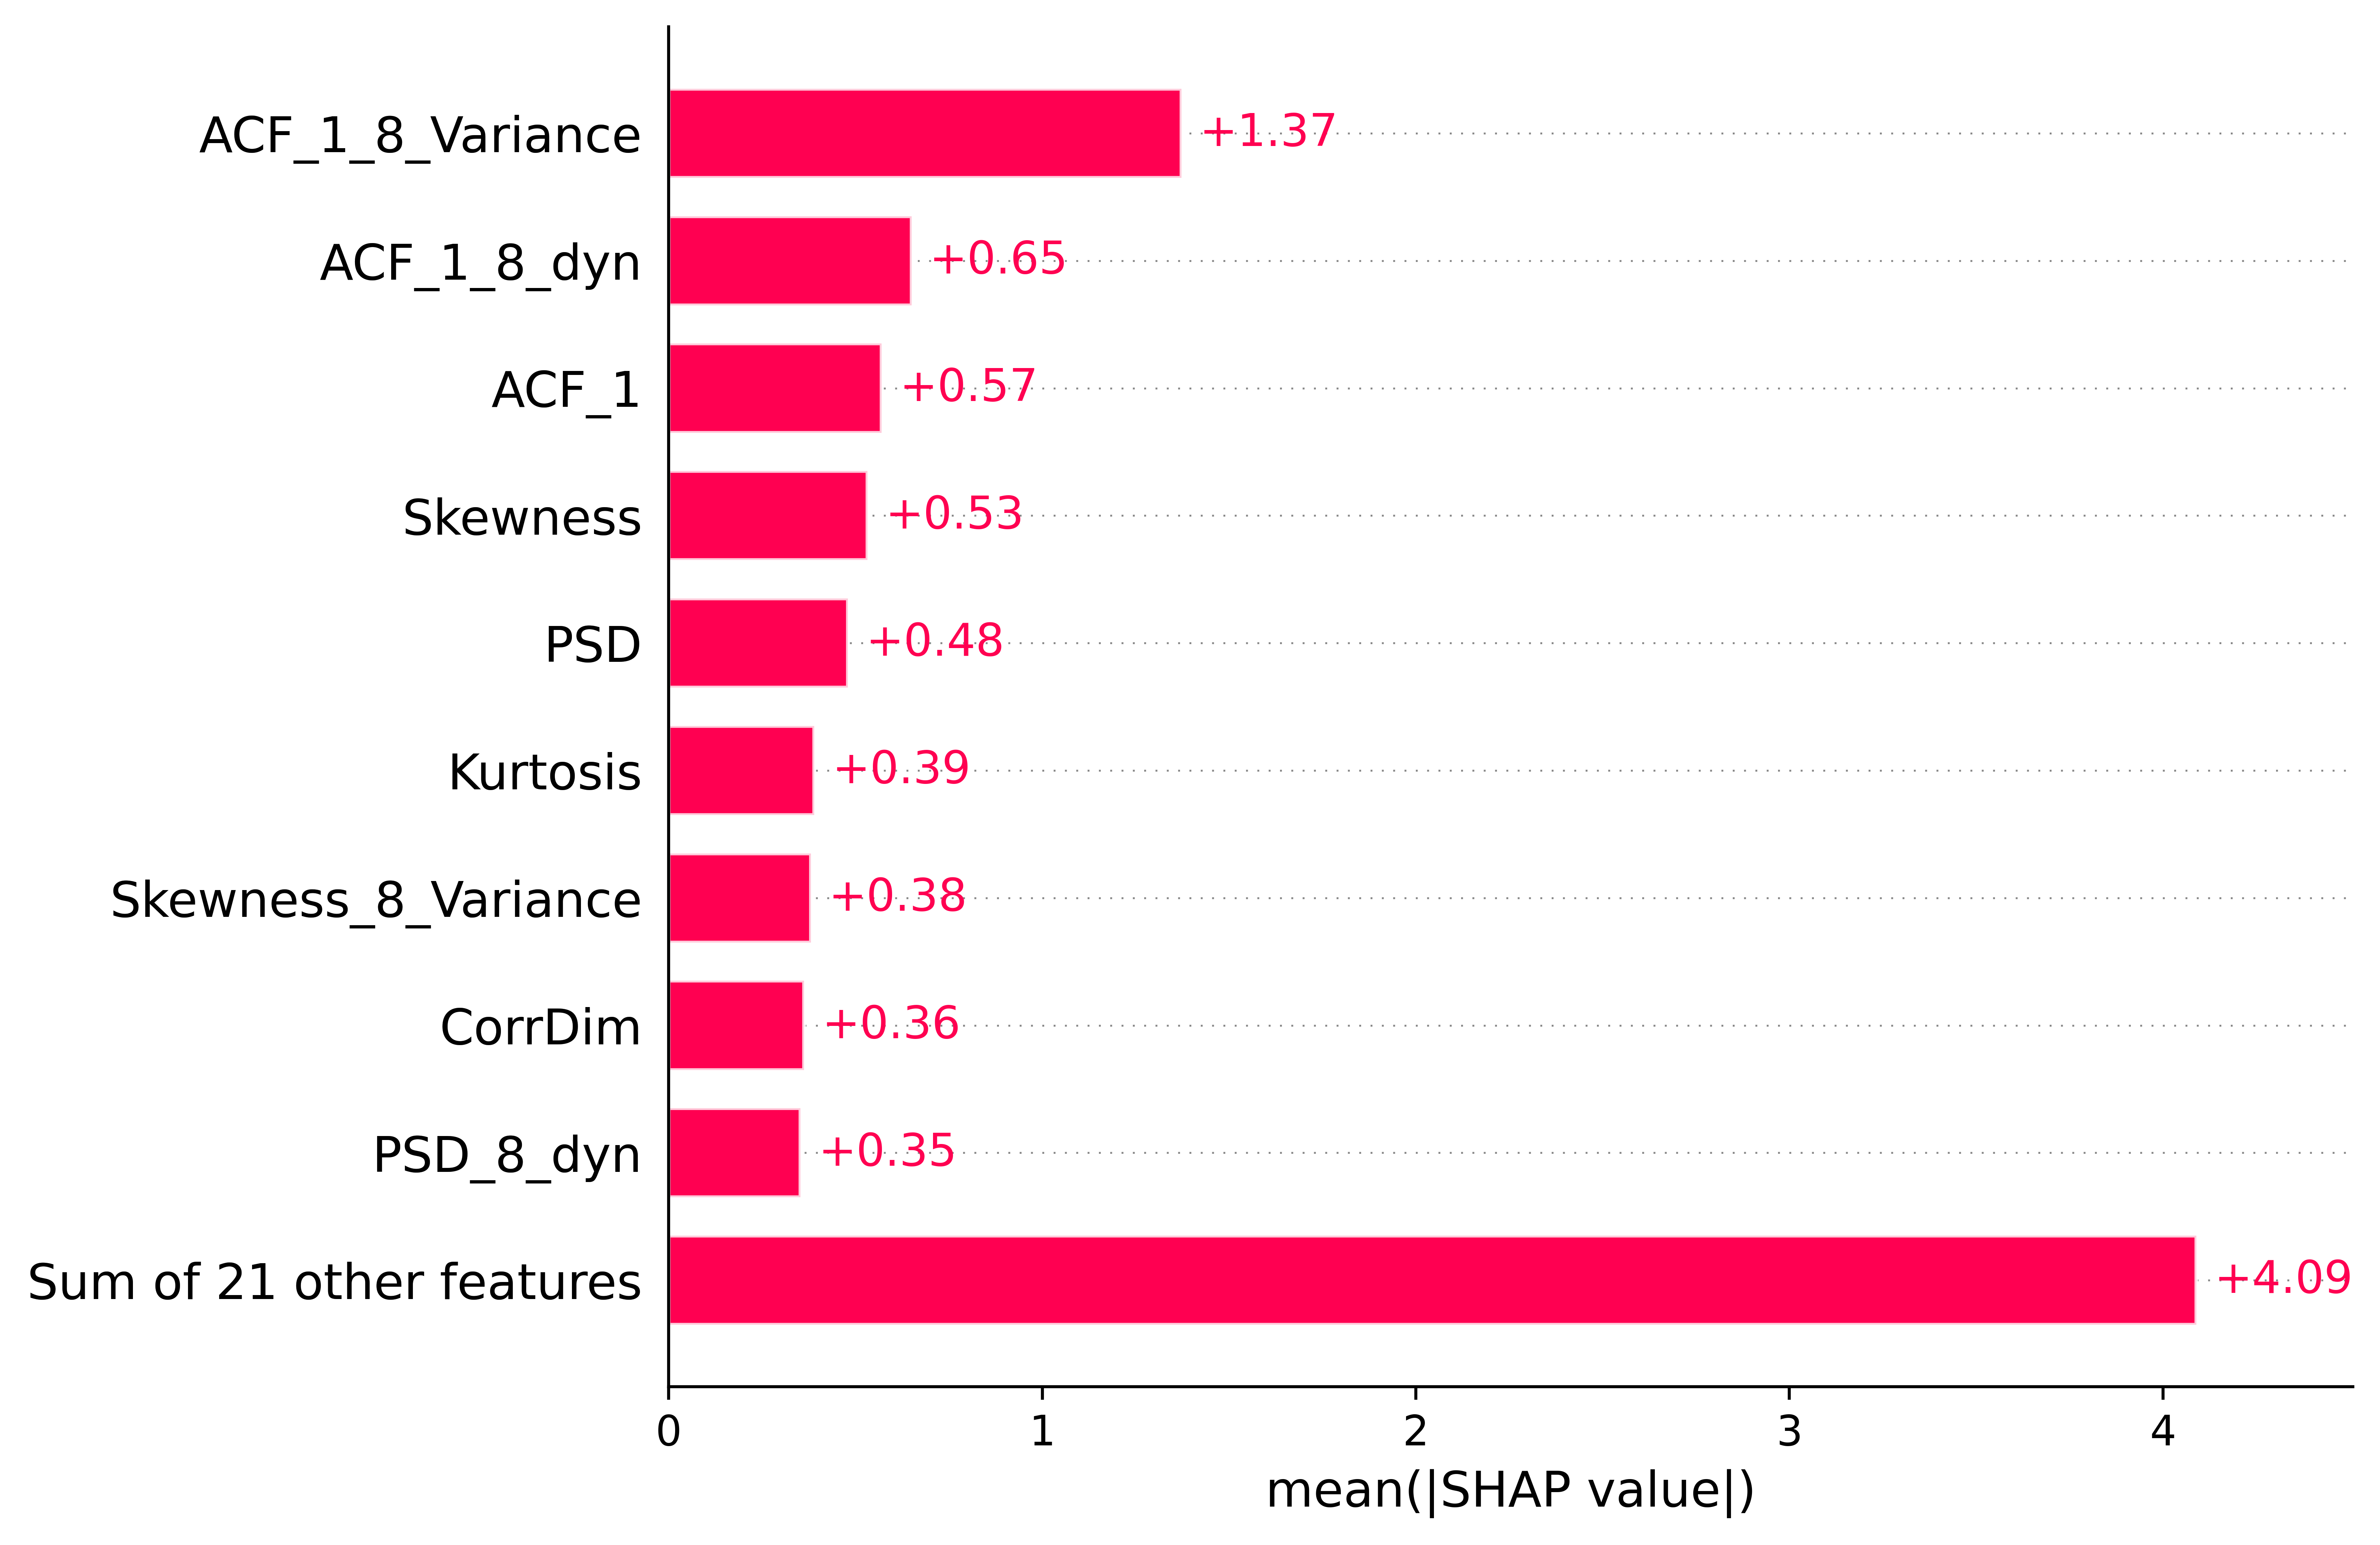 ACF_1_8_Variance +1.37
ACF_1_8_dyn +0.65
ACF_1 +0.57
Skewness +0.53
PSD +0.48
Kurtosis +0.39
Skewness_8_Variance +0.38
CorrDim +0.36
PSD_8_dyn +0.35
Sum of 21 other features +4.09
0 1 2 3 4
mean(|SHAP value|)